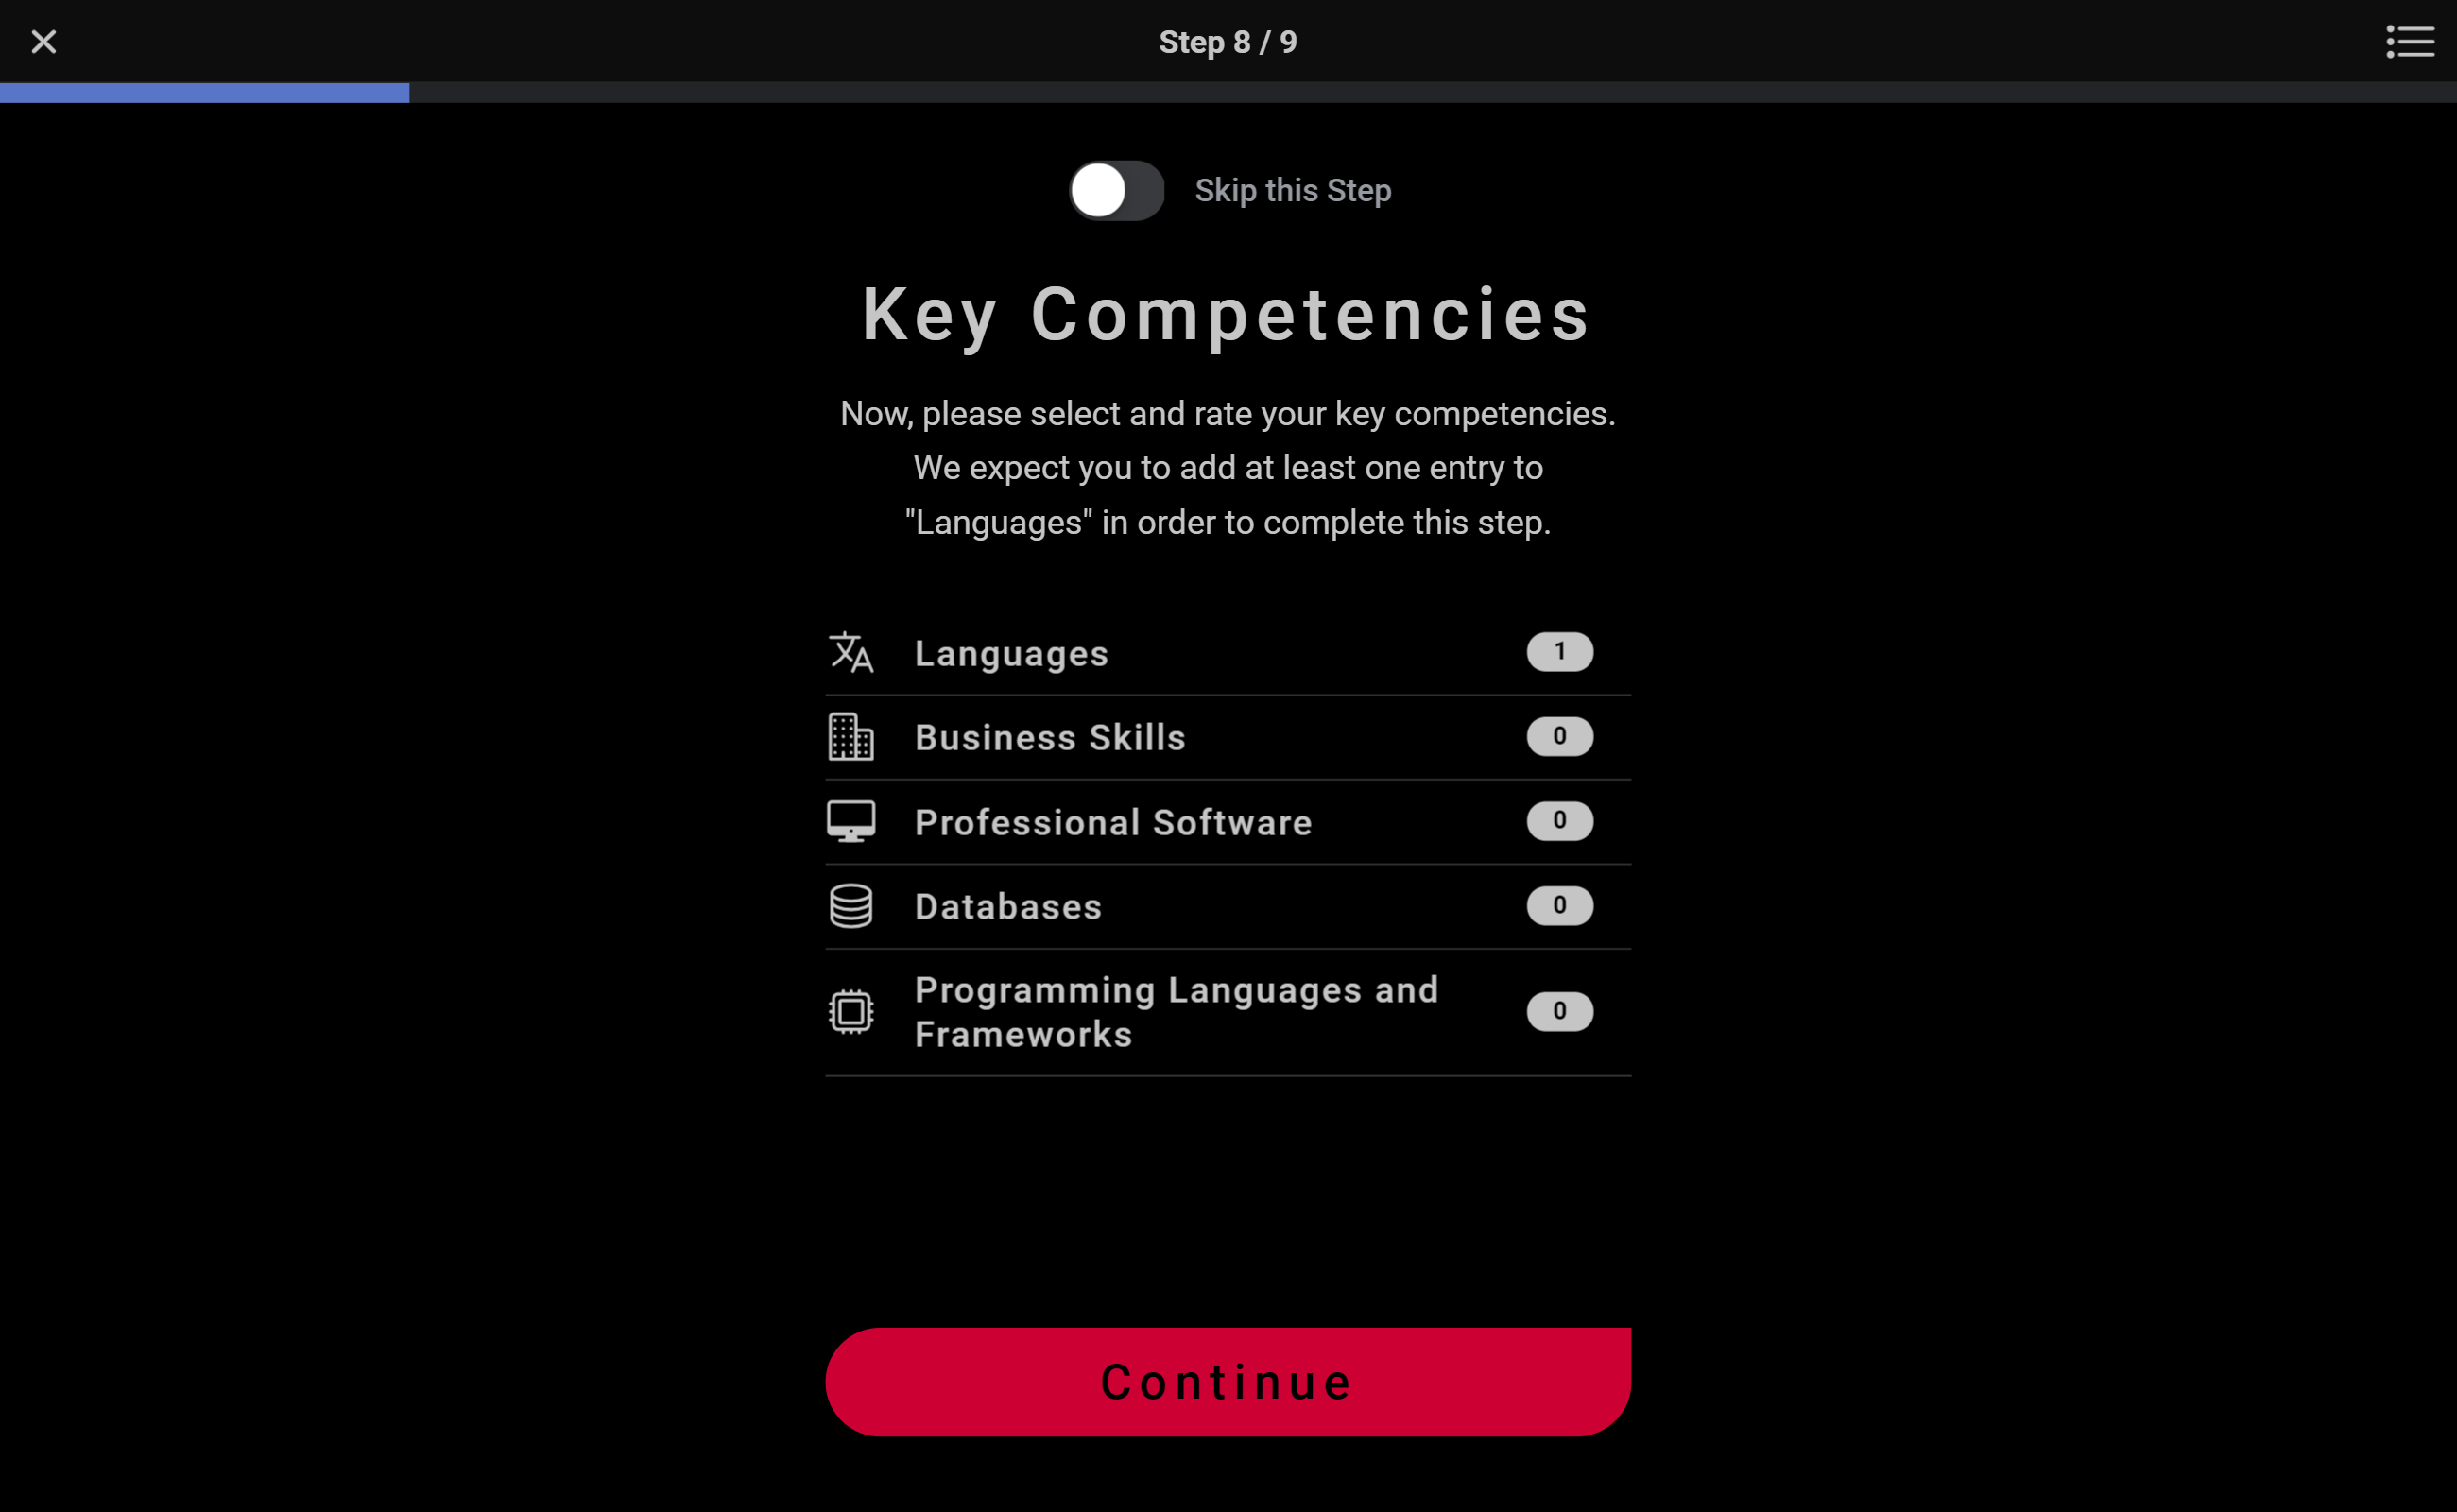 Step 8 / 9
Skip this Step
Key Competencies
Now, please select and rate your key competencies.
We expect you to add at least one entry to
"Languages" in order to complete this step.
Languages 1
Business Skills 0
Professional Software 0
Databases 0
Programming Languages and
Frameworks 0
Continue